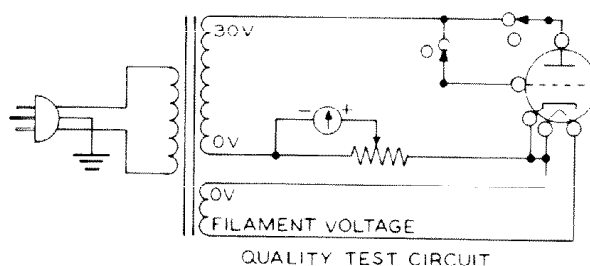 30V
- +
0V
0V
FILAMENT VOLTAGE
QUALITY TEST CIRCUIT